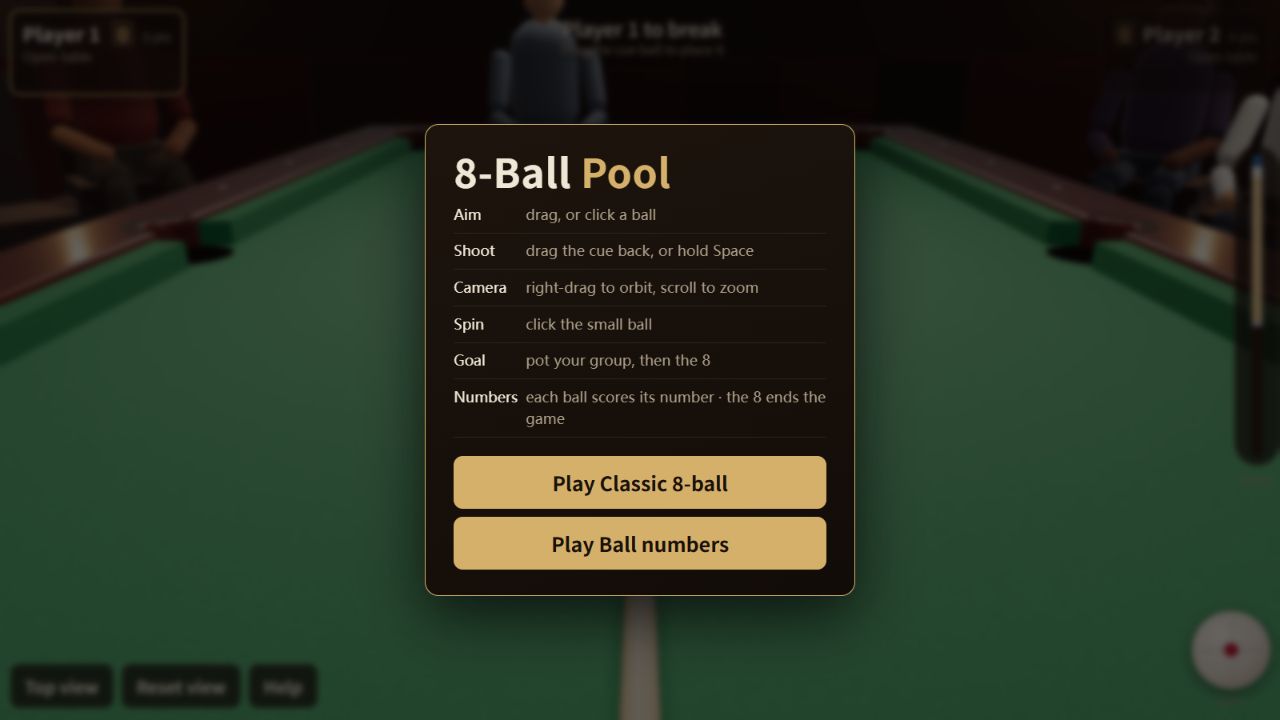 Player 1
Player 1 to break
Player 2
8-Ball Pool
Aim drag, or click a ball
Shoot drag the cue back, or hold Space
Camera right-drag to orbit, scroll to zoom
Spin click the small ball
Goal pot your group, then the 8
Numbers each ball scores its number · the 8 ends the
game
Play Classic 8-ball
Play Ball numbers
Top view Reset view Help